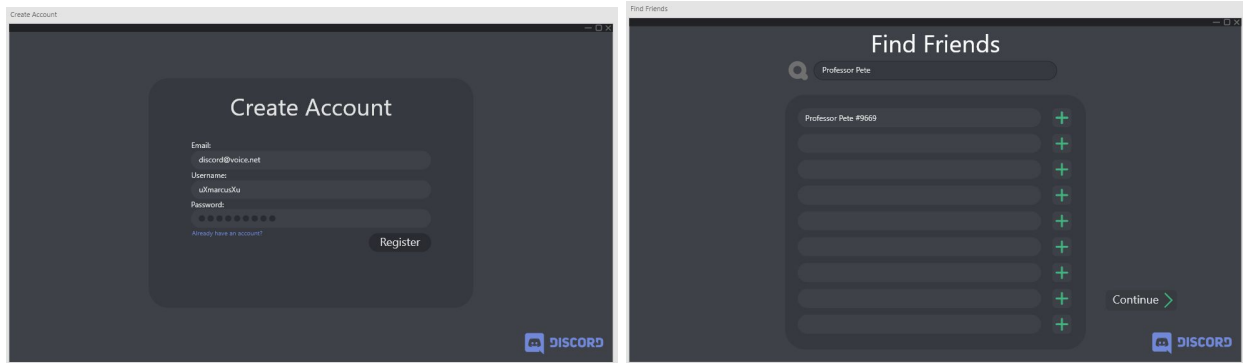 Create Account
Create Account
Email:
discord@voice.net
Username:
uXmarcusXu
Password:
Already have an account?
Register
DISCORD
Find Friends
Find Friends
Professor Pete
Professor Pete #9669
Continue
DISCORD